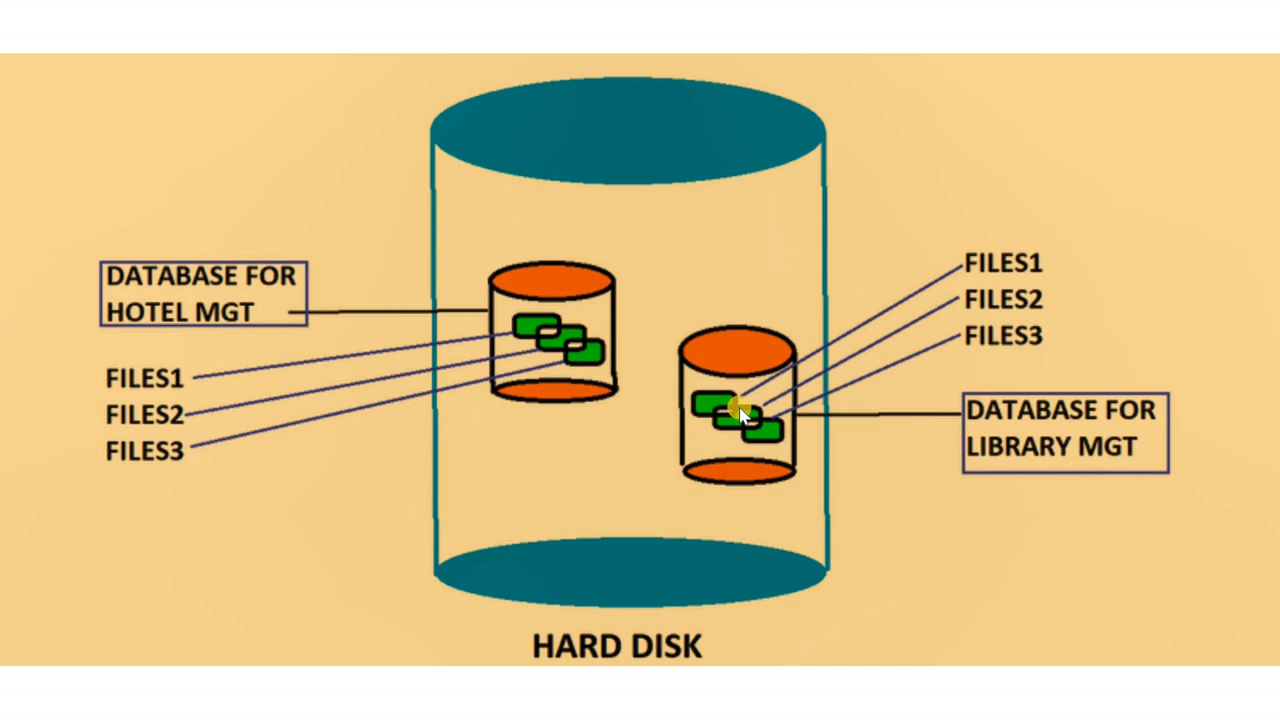 DATABASE FOR
HOTEL MGT
FILES1
FILES2
FILES3
FILES1
FILES2
FILES3
DATABASE FOR
LIBRARY MGT
HARD DISK